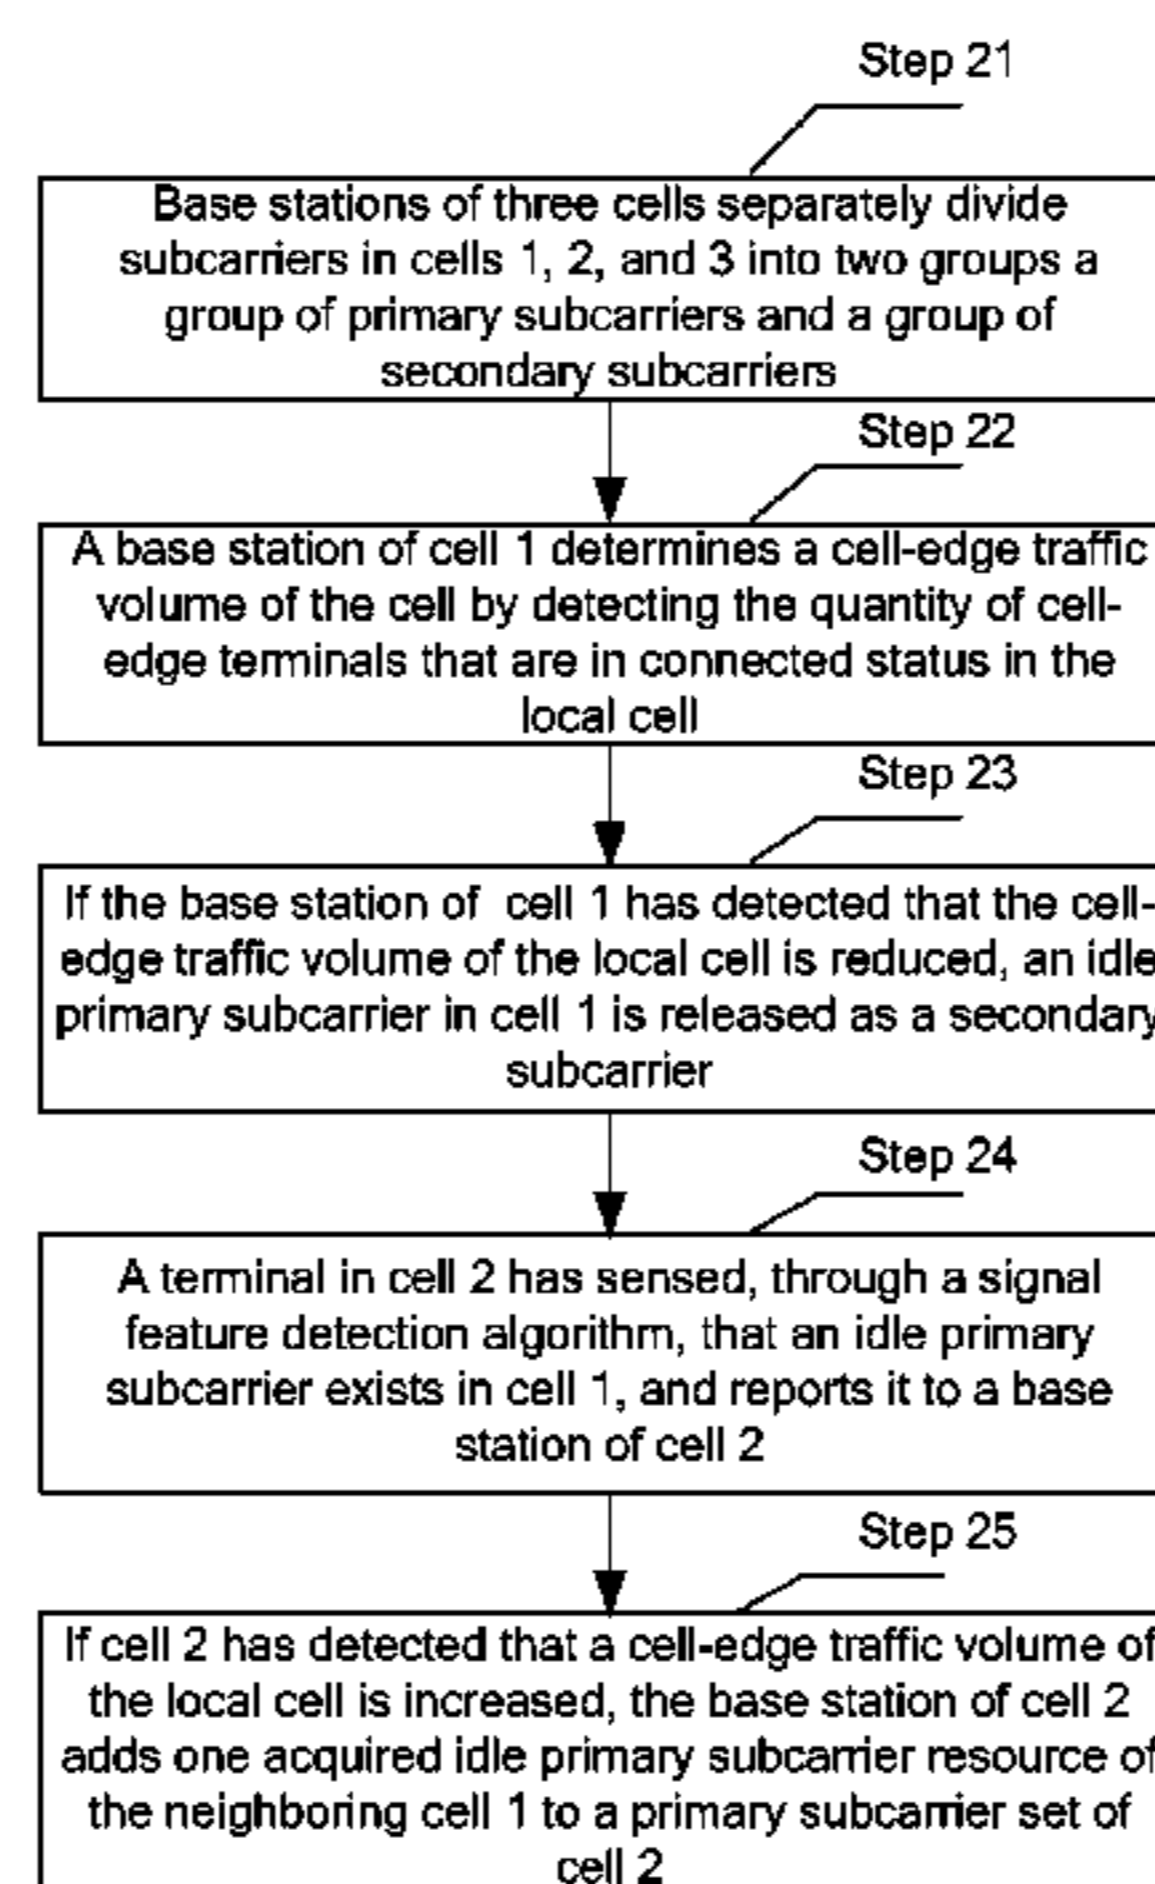 Step 21
Base stations of three cells separately divide
subcarriers in cells 1, 2, and 3 into two groups a
group of primary subcarriers and a group of
secondary subcarriers
Step 22
A base station of cell 1 determines a cell-edge traffic
volume of the cell by detecting the quantity of cell-
edge terminals that are in connected status in the
local cell
Step 23
If the base station of cell 1 has detected that the cell-
edge traffic volume of the local cell is reduced, an idle
primary subcarrier in cell 1 is released as a secondary
subcarrier
Step 24
A terminal in cell 2 has sensed, through a signal
feature detection algorithm, that an idle primary
subcarrier exists in cell 1, and reports it to a base
station of cell 2
Step 25
If cell 2 has detected that a cell-edge traffic volume of
the local cell is increased, the base station of cell 2
adds one acquired idle primary subcarrier resource of
the neighboring cell 1 to a primary subcarrier set of
cell 2